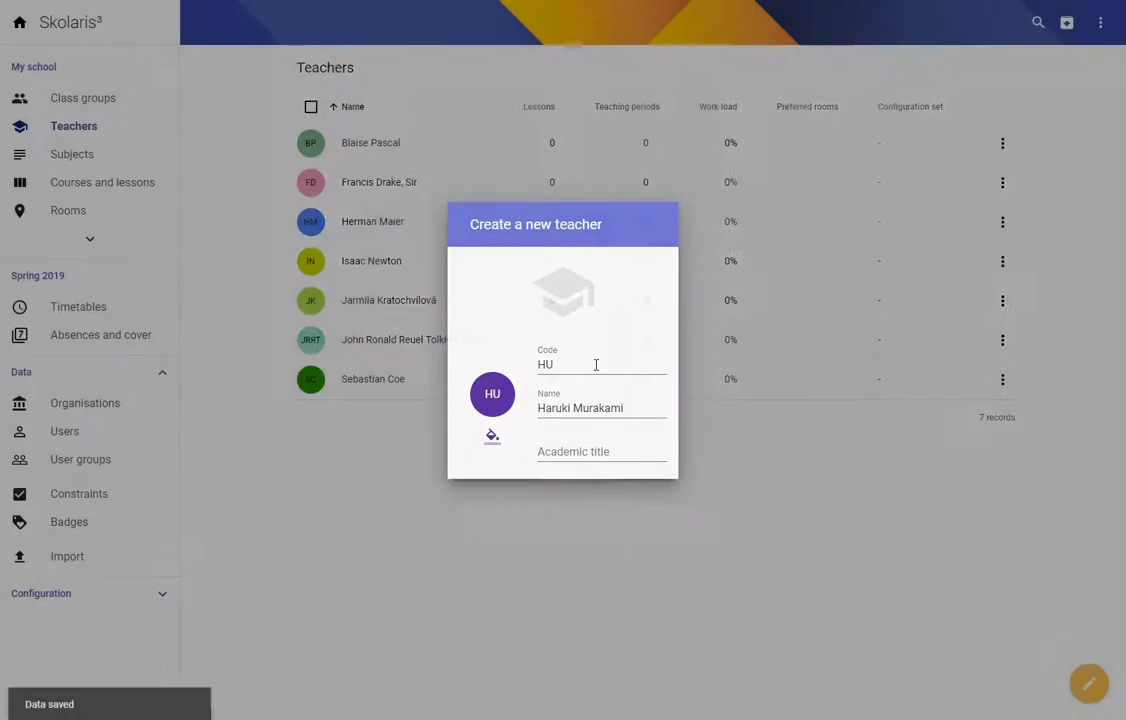 Skolaris³
My school
Class groups
Teachers
Subjects
Courses and lessons
Rooms
Spring 2019
Timetables
7 Absences and cover
Data
Organisations
Users
User groups
Constraints
Badges
Import
Configuration
Data saved
Teachers
Name Lessons Teaching periods Work load Preferred rooms Configuration set
BP Blaise Pascal 0 0 0% -
FD Francis Drake, Sir 0 0 0% -
HM Herman Maier 0% -
IN Isaac Newton 0% -
JK Jarmila Kratochvílová 0% -
JRRT John Ronald Reuel 0% -
SC Sebastian Coe 0% -
7 records
Create a new teacher
Code
HU
HU
Name
Haruki Murakami
Academic title